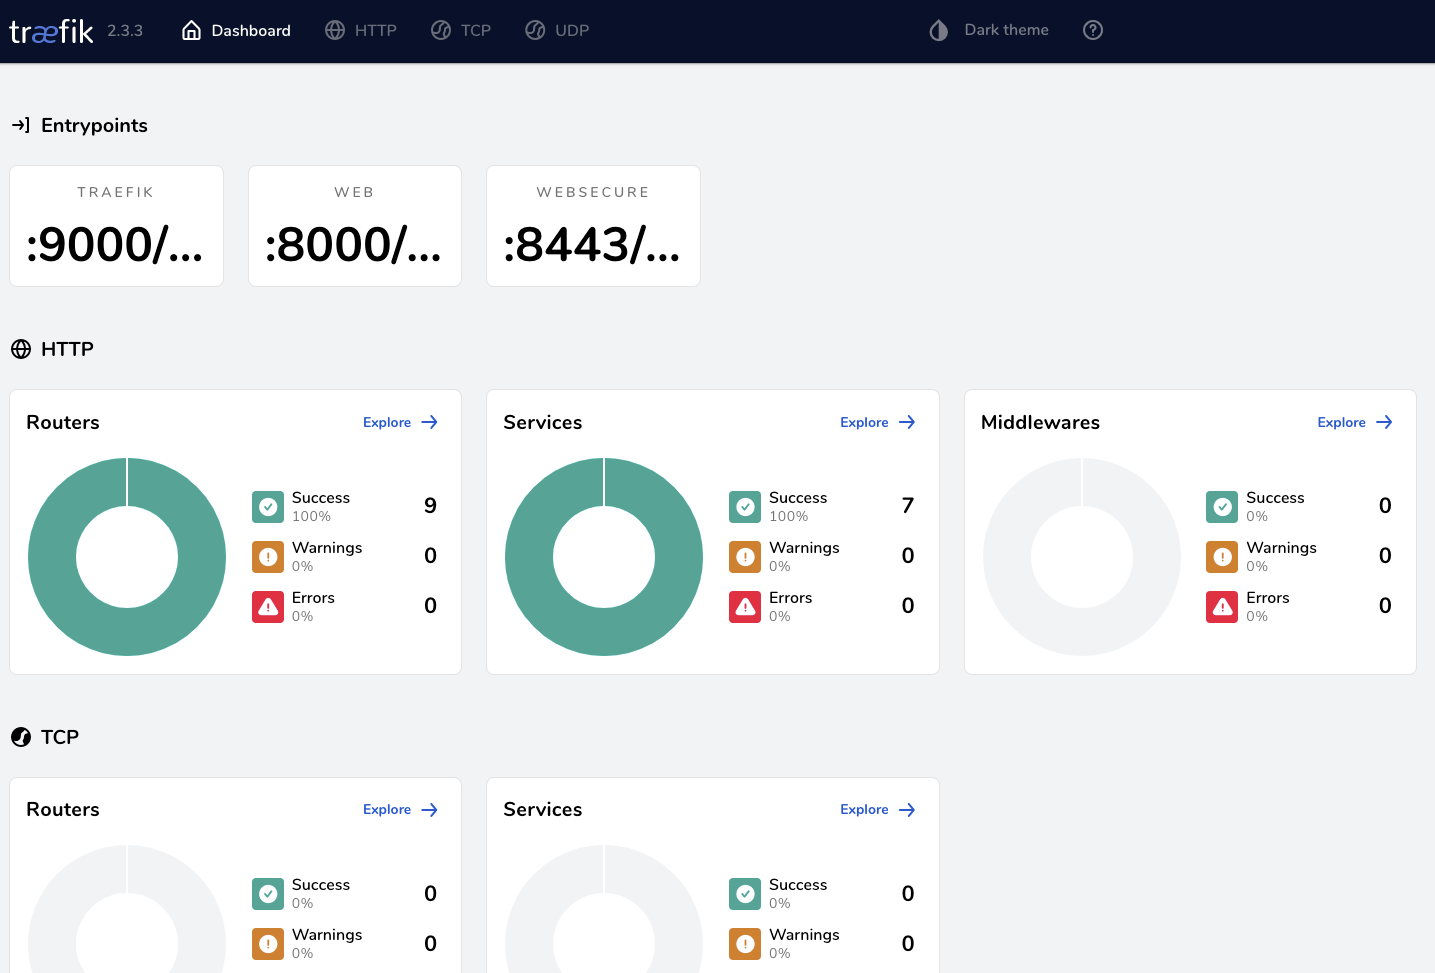 træfik 2.3.3 Dashboard HTTP TCP UDP Dark theme
Entrypoints
TRAEFIK WEB WEBSECURE
:9000/... :8000/... :8443/...
HTTP
Routers Explore
Success 9
100%
Warnings 0
0%
Errors 0
0%
Services Explore
Success 7
100%
Warnings 0
0%
Errors 0
0%
Middlewares Explore
Success 0
0%
Warnings 0
0%
Errors 0
0%
TCP
Routers Explore
Success 0
0%
Warnings 0
0%
Services Explore
Success 0
0%
Warnings 0
0%